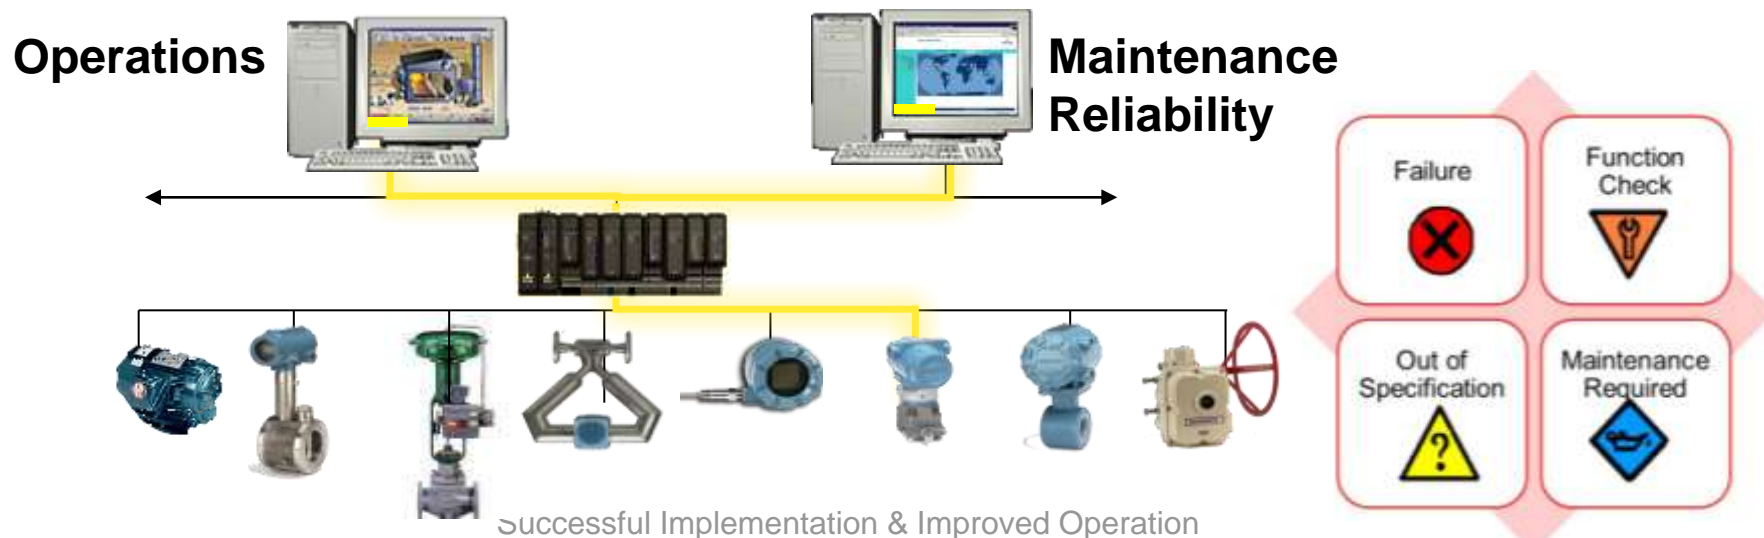 Operations
Maintenance
Reliability
Failure
Function
Check
Out of
Specification
?
Maintenance
Required
Successful Implementation & Improved Operation